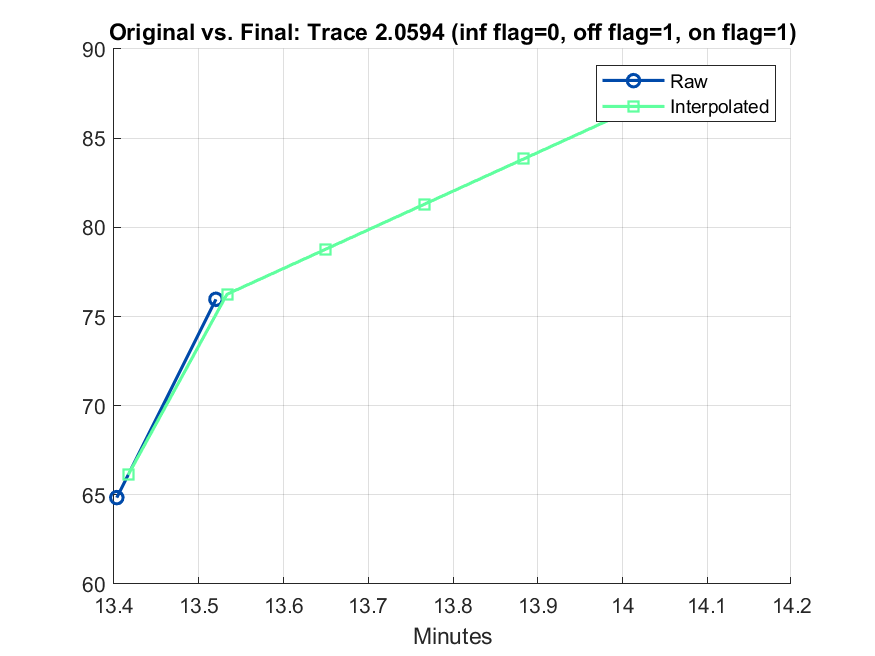 Original vs. Final: Trace 2.0594 (inf flag=0, off flag=1, on flag=1)
90
Raw
Interpolated
85
80
75
70
65
60
13.4 13.5 13.6 13.7 13.8 13.9 14 14.1 14.2
Minutes